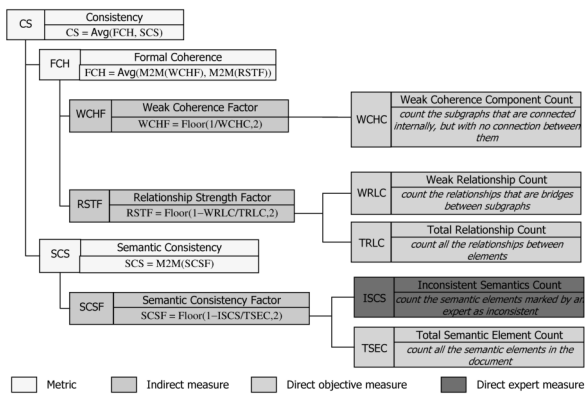 CS
Consistency
CS = Avg(FCH, SCS)
FCH
Formal Coherence
FCH = Avg(M2M(WCHF), M2M(RSTF))
WCHF
Weak Coherence Factor
WCHF = Floor(1/WCHC,2)
WCHC
Weak Coherence Component Count
count the subgraphs that are connected
internally, but with no connection between
them
RSTF
Relationship Strength Factor
RSTF = Floor(1−WRLC/TRLC,2)
WRLC
Weak Relationship Count
count the relationships that are bridges
between subgraphs
TRLC
Total Relationship Count
count all the relationships between
elements
SCS
Semantic Consistency
SCS = M2M(SCSF)
SCSF
Semantic Consistency Factor
SCSF = Floor(1−ISCS/TSEC,2)
ISCS
Inconsistent Semantics Count
count the semantic elements marked by an
expert as inconsistent
TSEC
Total Semantic Element Count
count all the semantic elements in the
document
Metric
Indirect measure
Direct objective measure
Direct expert measure